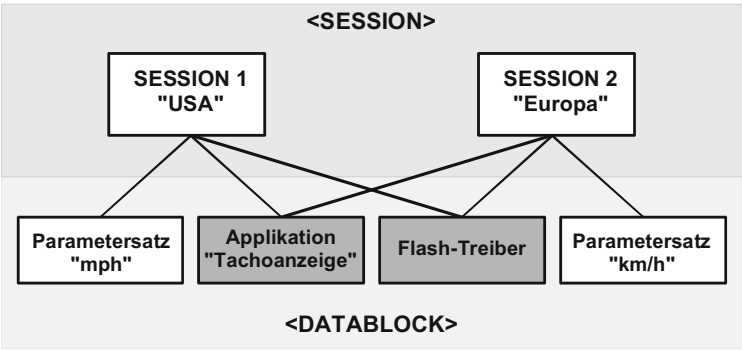 <SESSION>
SESSION 1
"USA"
SESSION 2
"Europa"
Parametersatz
"mph"
Applikation
"Tachoanzeige"
Flash-Treiber
Parametersatz
"km/h"
<DATABLOCK>